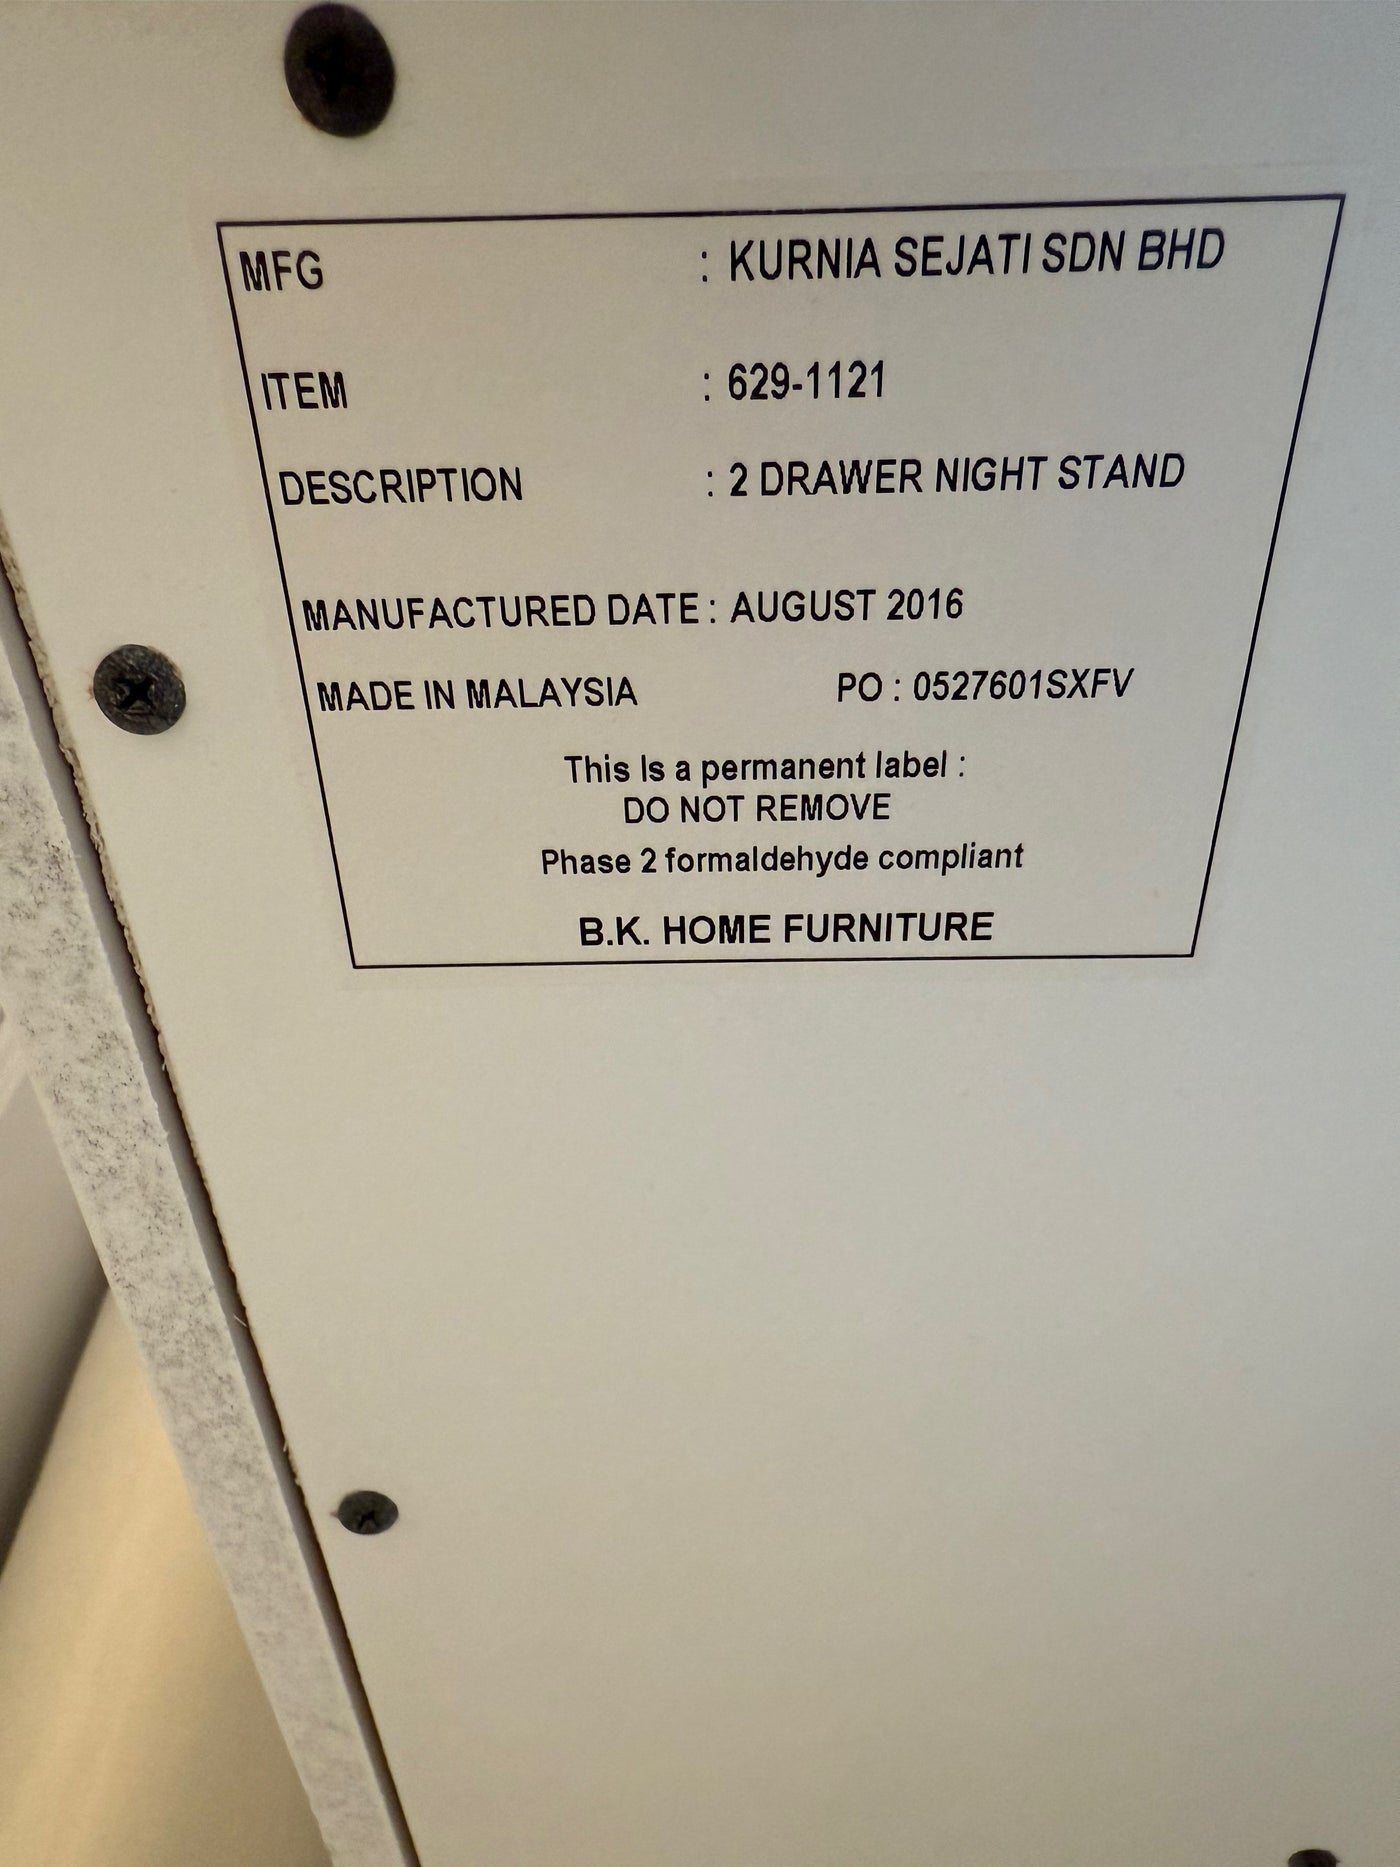 MFG : KURNIA SEJATI SDN BHD
ITEM : 629-1121
DESCRIPTION : 2 DRAWER NIGHT STAND
MANUFACTURED DATE : AUGUST 2016
MADE IN MALAYSIA PO : 0527601SXFV
This Is a permanent label :
DO NOT REMOVE
Phase 2 formaldehyde compliant
B.K. HOME FURNITURE